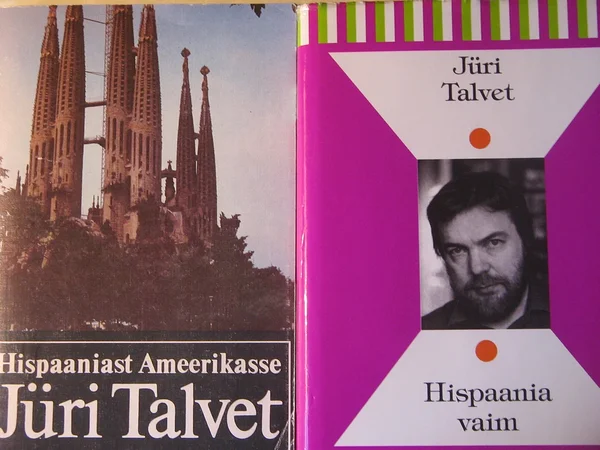 Hispaaniast Ameerikasse
Jüri Talvet
Jüri
Talvet
Hispaania
vaim